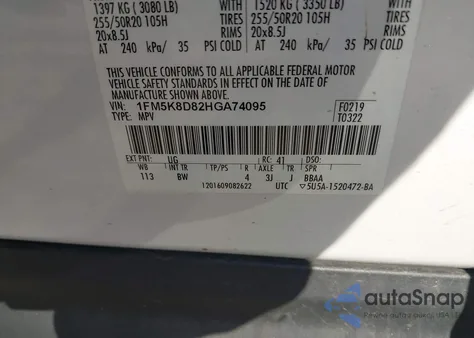 1397 KG ( 3080 LB) WITH 1520 KG ( 3350 LB) WITH
255/50R20 105H TIRES 255/50R20 105H TIRES
20x8.5J RIMS 20x8.5J RIMS
AT 240 kPa/ 35 PSI COLD AT 240 kPa/ 35 PSI COLD
THIS VEHICLE CONFORMS TO ALL APPLICABLE FEDERAL MOTOR
VEHICLE SAFETY STANDARDS IN EFFECT ON THE DATE OF
MANUFACTURE SHOWN ABOVE.
VIN: 1FM5K8D82HGA74095 F0219
TYPE: MPV T0322
EXT PNT: UG RC: 41 DSO:
WB INT TR TP/PS R AXLE TR SPR
113 BW 4 3J J BBAA
1201609082622 UTC ▽5U5A-1520472-BA
autoSnap